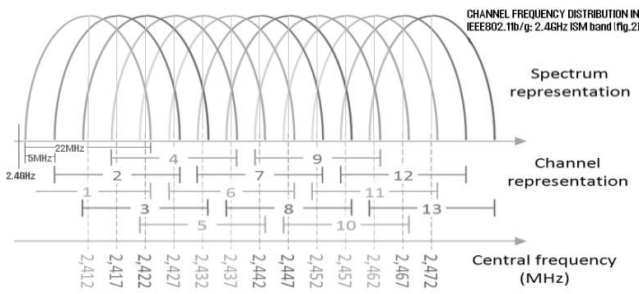 CHANNEL FREQUENCY DISTRIBUTION IN
IEEE802.11b/g: 2.4GHz ISM band (fig.2)
Spectrum
representation
22MHz
5MHz
2.4GHz
4
9
Channel
representation
2
7
12
1
6
11
3
8
13
5
10
2,412
2,417
2,422
2,427
2,432
2,437
2,442
2,447
2,452
2,457
2,462
2,467
2,472
Central frequency
(MHz)